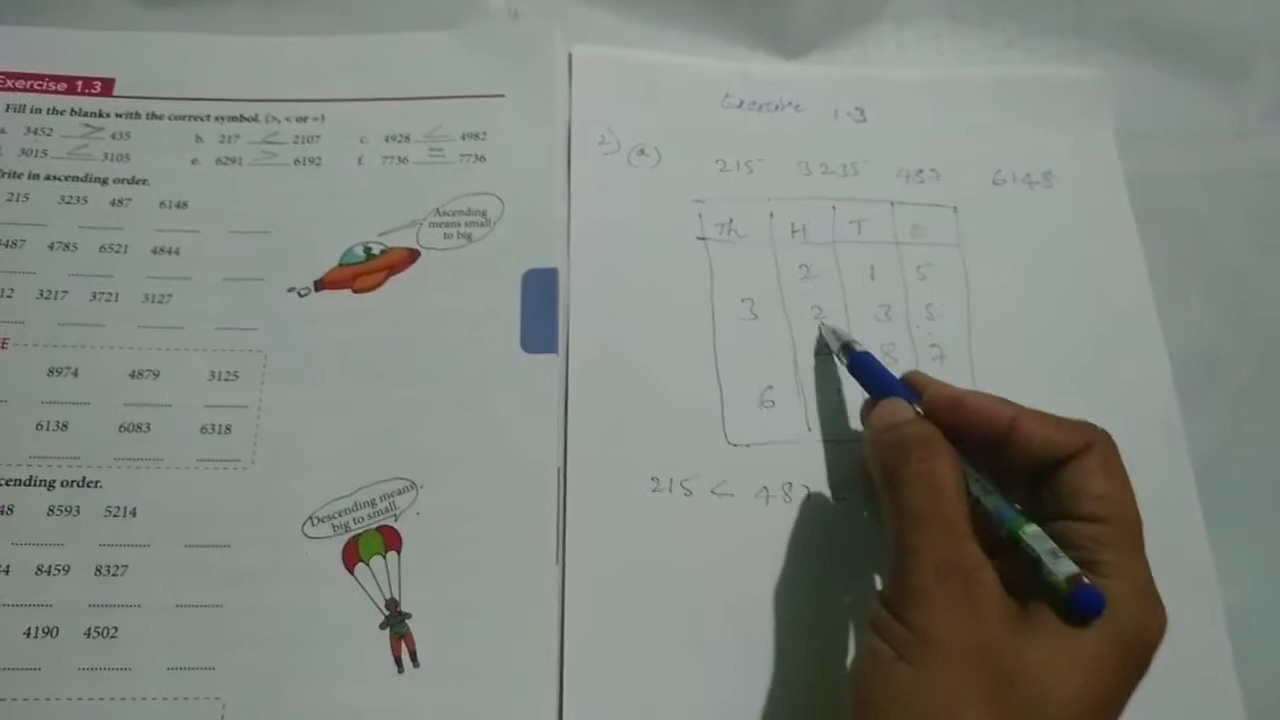 Exercise 1.3
Fill in the blanks with the correct symbol. (>, < or =)
3452 > 435 b. 217 < 2107 c. 4928 < 4982
3015 < 3105 e. 6291 > 6192 f. 7736 = 7736
in ascending order.
215 3235 487 6148
Ascending
means small
to big
4785 6521 4844
3217 3721 3127
8974 4879 3125
6138 6083 6318
order.
8593 5214
Descending means
big to small.
8459 8327
4190 4502
Exercise 1.3
2) (a) 215 3235 487 6148
Th H T
2 1 5
3 2 3 5
8 7
6
215 < 487